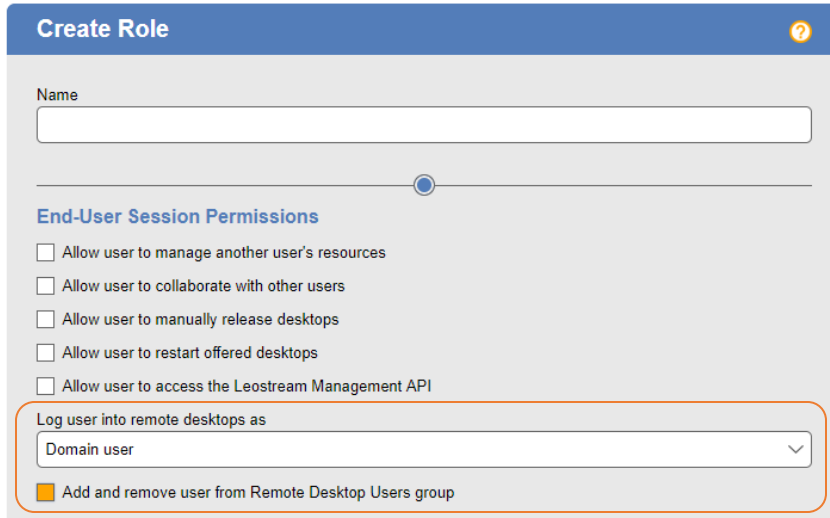 Create Role
?
Name
End-User Session Permissions
Allow user to manage another user's resources
Allow user to collaborate with other users
Allow user to manually release desktops
Allow user to restart offered desktops
Allow user to access the Leostream Management API
Log user into remote desktops as
Domain user
Add and remove user from Remote Desktop Users group